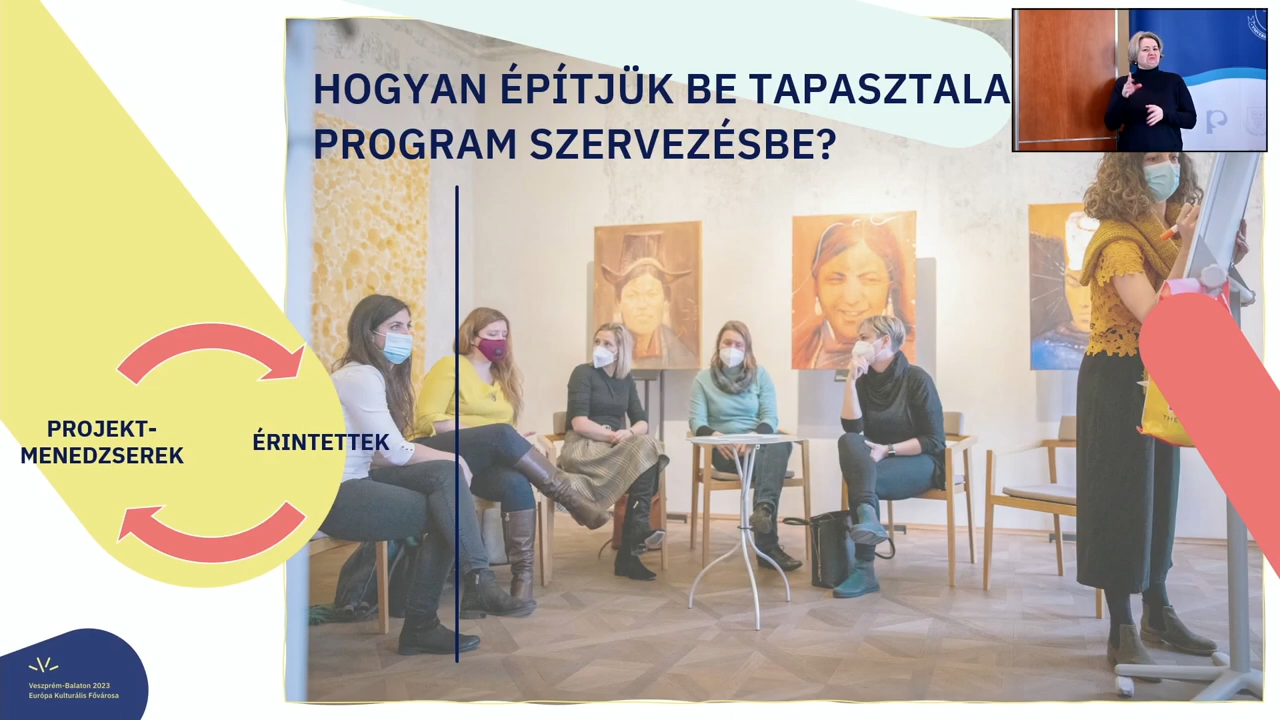 HOGYAN ÉPÍTJÜK BE TAPASZTALA
PROGRAM SZERVEZÉSBE?
PROJEKT-
MENEDZSEREK
ÉRINTETTEK
Veszprém-Balaton 2023
Európa Kulturális Fővárosa